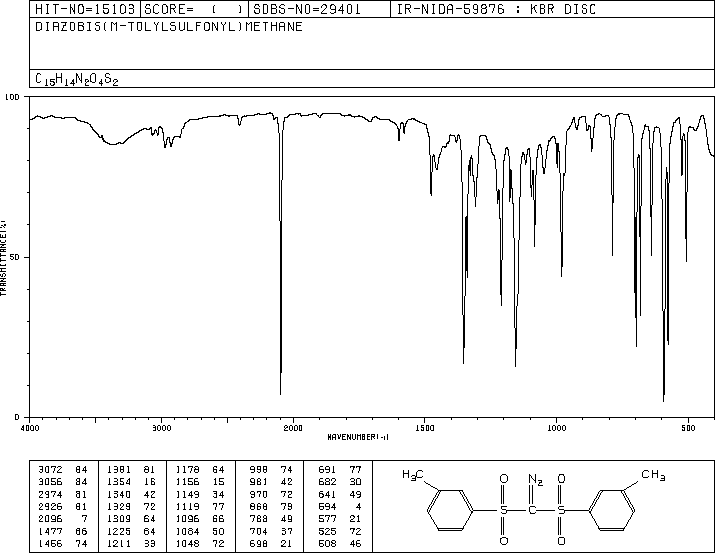 HIT-NO=15103 SCORE= ( ) SDBS-NO=29401 IR-NIDA-59876 : KBR DISC
DIAZOBIS(M-TOLYLSULFONYL)METHANE
C15H14N2O4S2
100
50
0
TRANSMITTANCE(%)
4000 3000 2000 1500 1000 500
WAVENUMBER(-1)
3072 84 1381 81 1178 64 998 74 691 77
3056 84 1354 16 1156 15 981 42 682 30
2974 81 1340 42 1149 34 970 72 641 49
2926 81 1329 72 1119 77 868 79 594 4
2096 7 1309 64 1096 66 788 49 577 21
1477 66 1225 64 1084 50 704 37 525 72
1456 74 1211 33 1048 72 698 21 508 46
H3C O N2 O CH3
S C S
O O